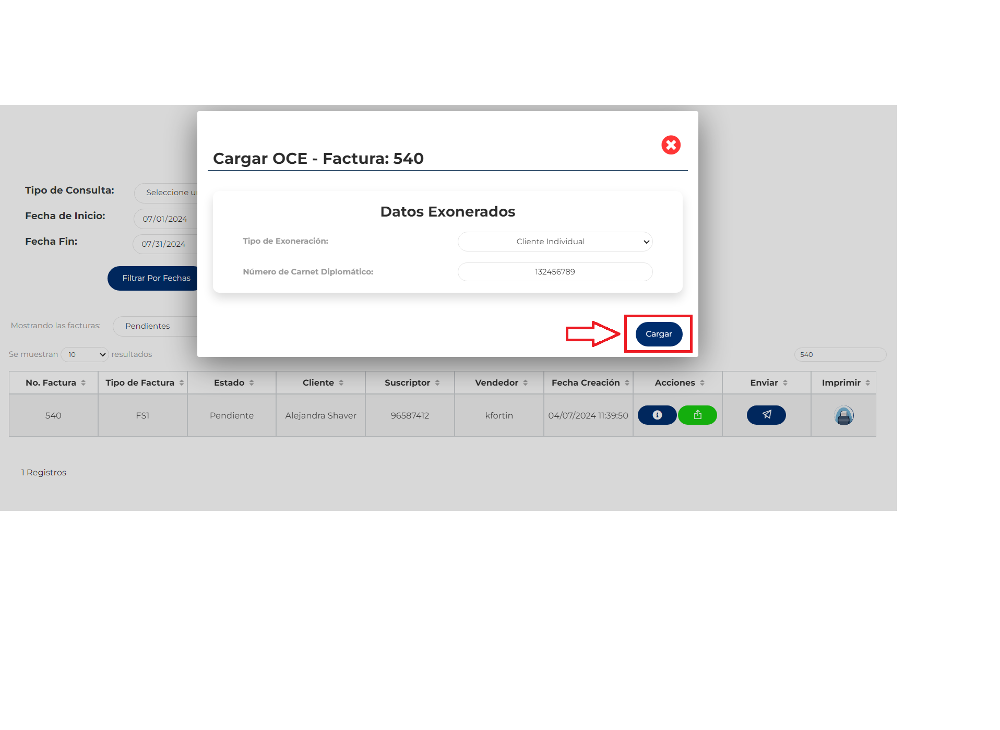 Cargar OCE - Factura: 540
Datos Exonerados
Tipo de Exoneración: Cliente Individual
Número de Carnet Diplomático: 132456789
Cargar
Tipo de Consulta: Seleccione
Fecha de Inicio: 07/01/2024
Fecha Fin: 07/31/2024
Filtrar Por Fechas
Mostrando las facturas: Pendientes
Se muestran 10 resultados
540
No. Factura Tipo de Factura Estado Cliente Suscriptor Vendedor Fecha Creación Acciones Enviar Imprimir
540 FS1 Pendiente Alejandra Shaver 96587412 kfortin 04/07/2024 11:39:50
1 Registros